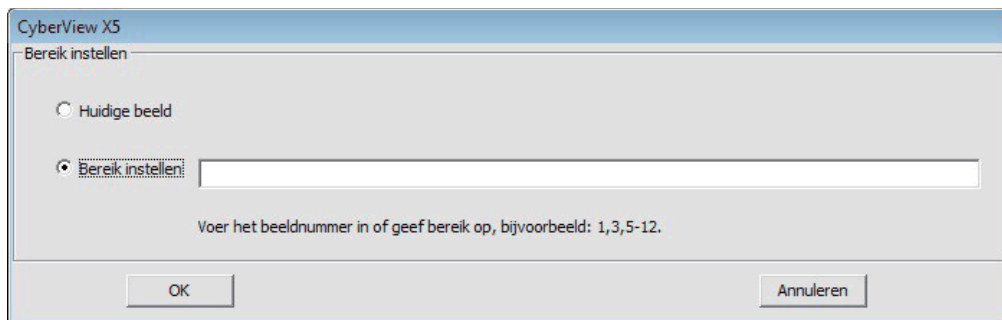 CyberView X5
Bereik instellen
Huidige beeld
Bereik instellen
Voer het beeldnummer in of geef bereik op, bijvoorbeeld: 1,3,5-12.
OK Annuleren